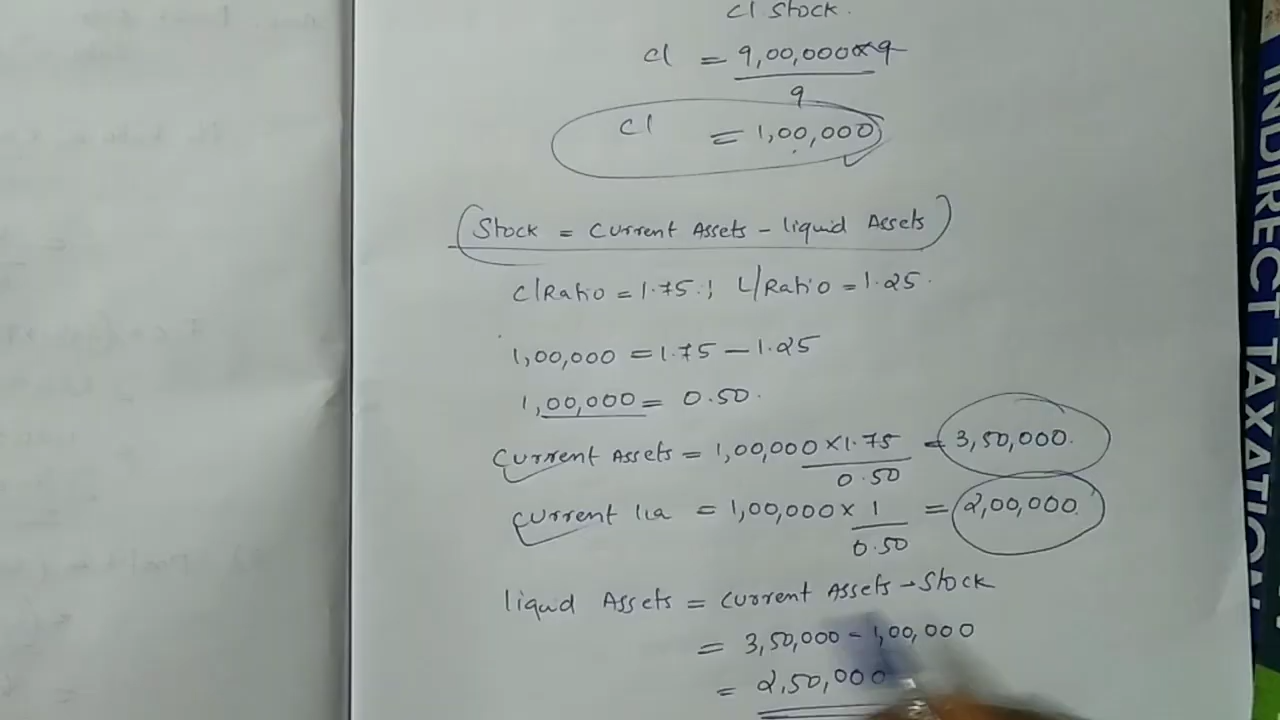 cl stock.
cl = 9,00,000×9
9
cl = 1,00,000
Stock = Current Assets - liquid Assets
C/Ratio = 1.75 ; L/Ratio = 1.25.
1,00,000 = 1.75 - 1.25
1,00,000 = 0.50.
Current Assets = 1,00,000 × 1.75 = 3,50,000.
0.50
Current lia = 1,00,000 × 1 = 2,00,000.
0.50
liquid Assets = Current Assets - Stock
= 3,50,000 - 1,00,000
= 2,50,000
INDIRECT TAXATION